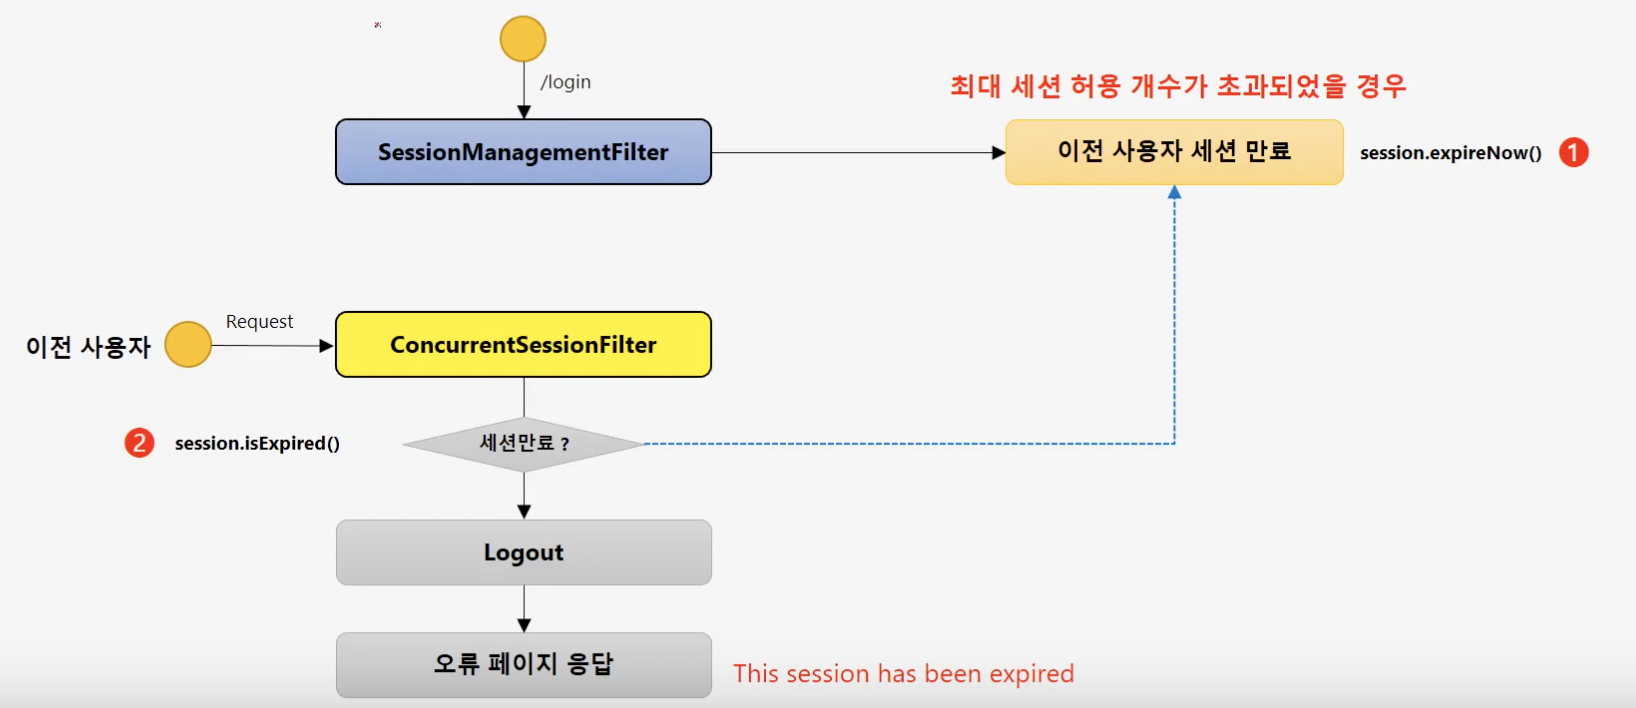 /login
최대 세션 허용 개수가 초과되었을 경우
SessionManagementFilter
이전 사용자 세션 만료
session.expireNow()
1
Request
이전 사용자
ConcurrentSessionFilter
2
session.isExpired()
세션만료 ?
Logout
오류 페이지 응답
This session has been expired